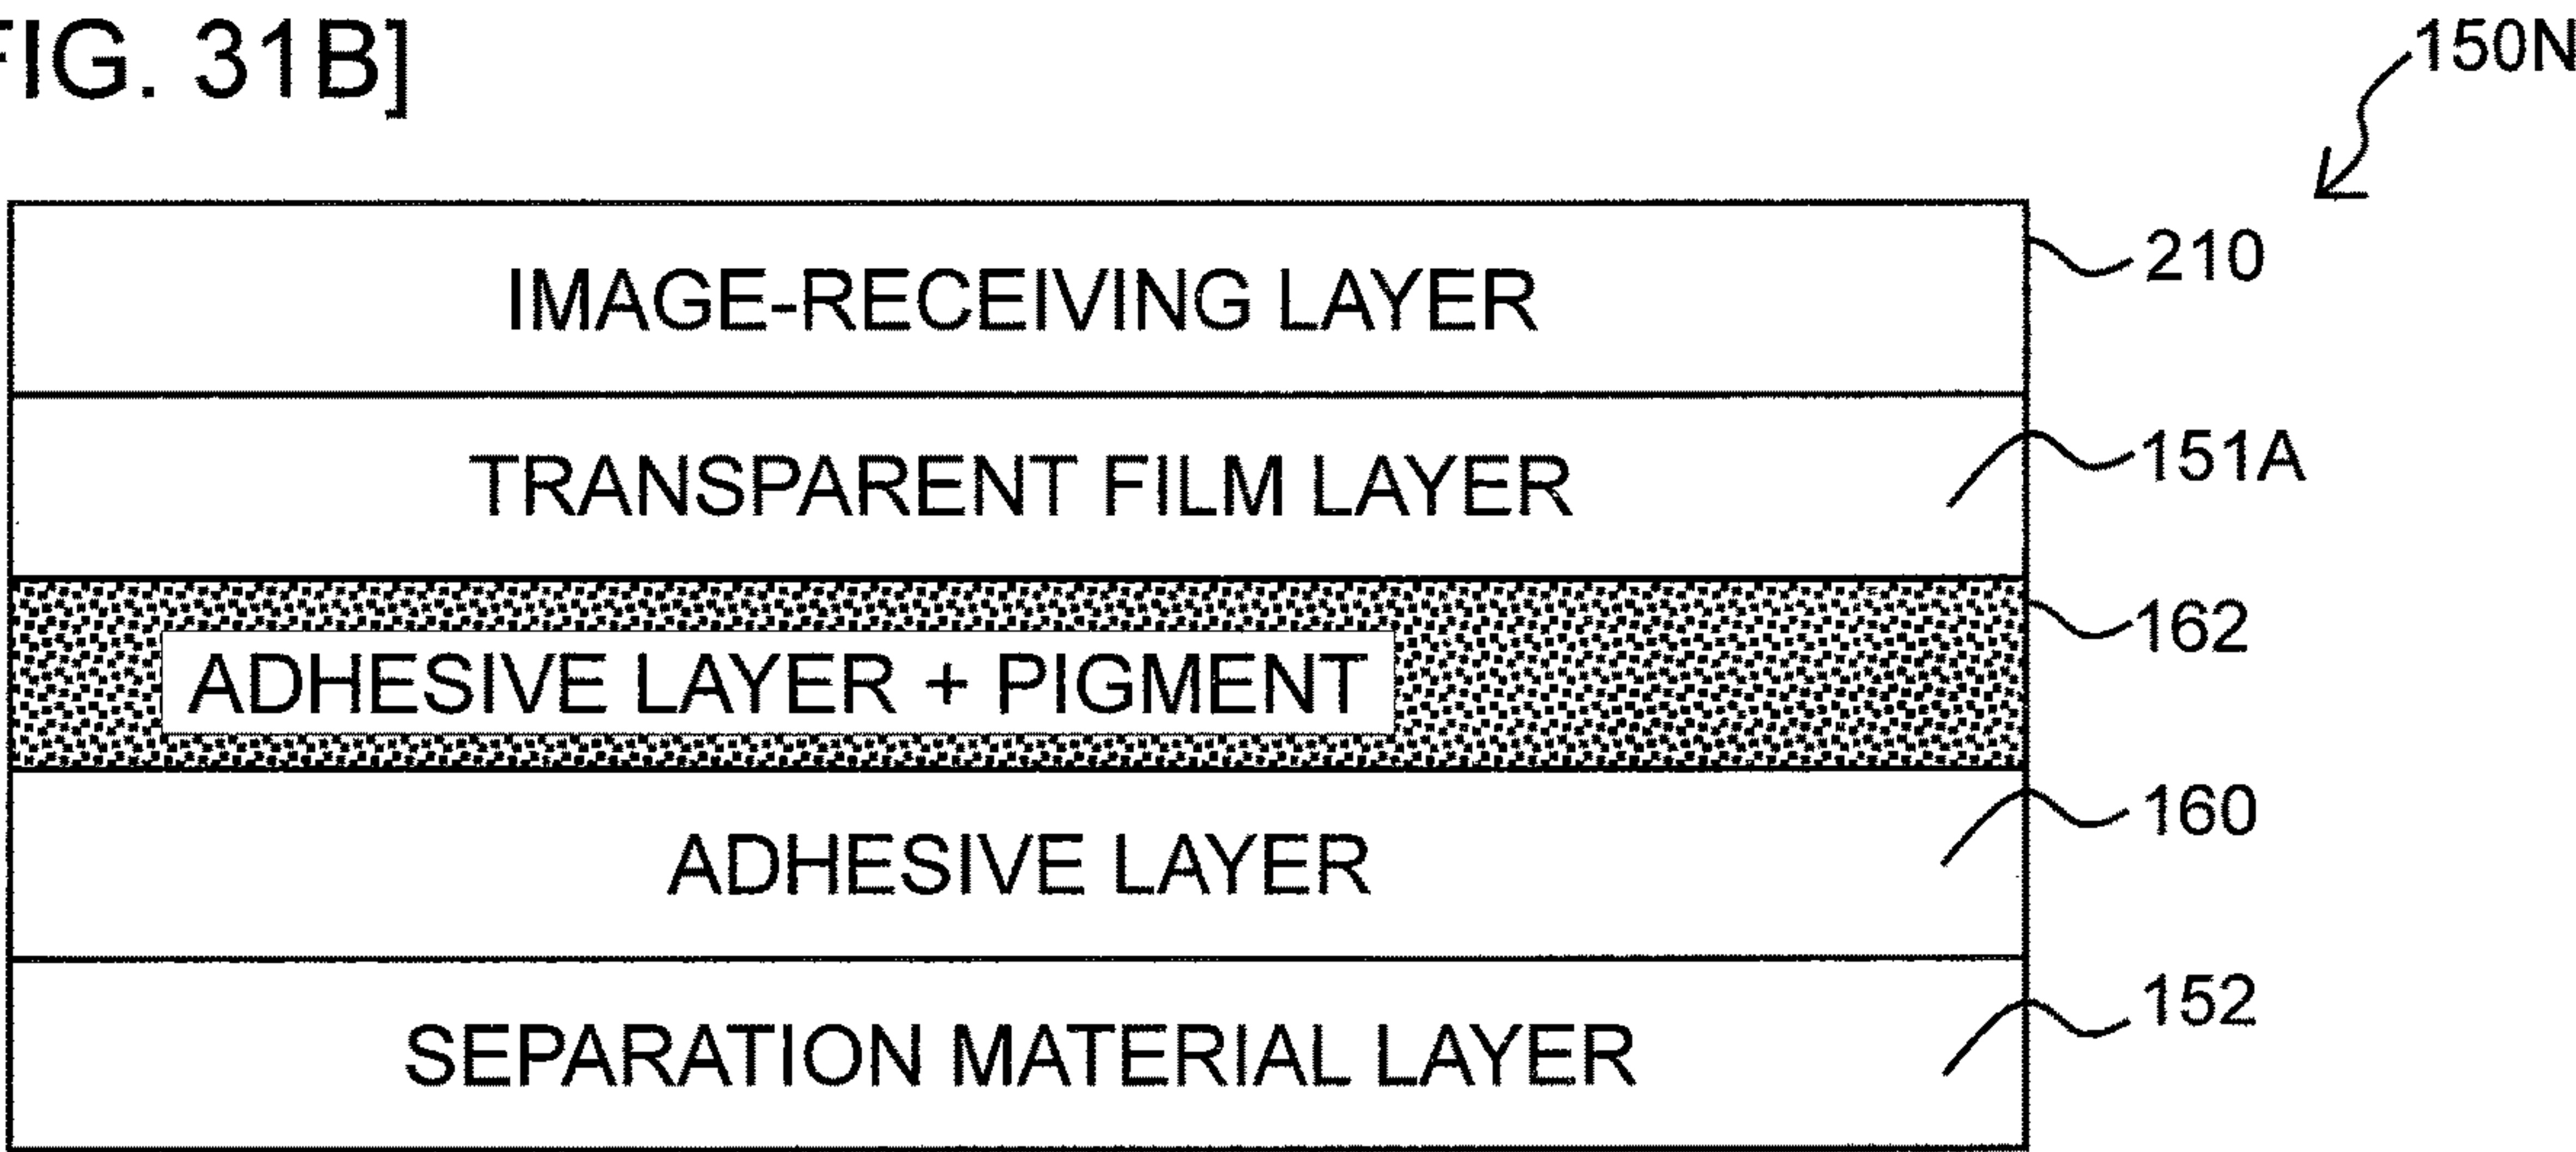 FIG. 31B]
150N
IMAGE-RECEIVING LAYER
210
TRANSPARENT FILM LAYER
151A
ADHESIVE LAYER + PIGMENT
162
ADHESIVE LAYER
160
SEPARATION MATERIAL LAYER
152